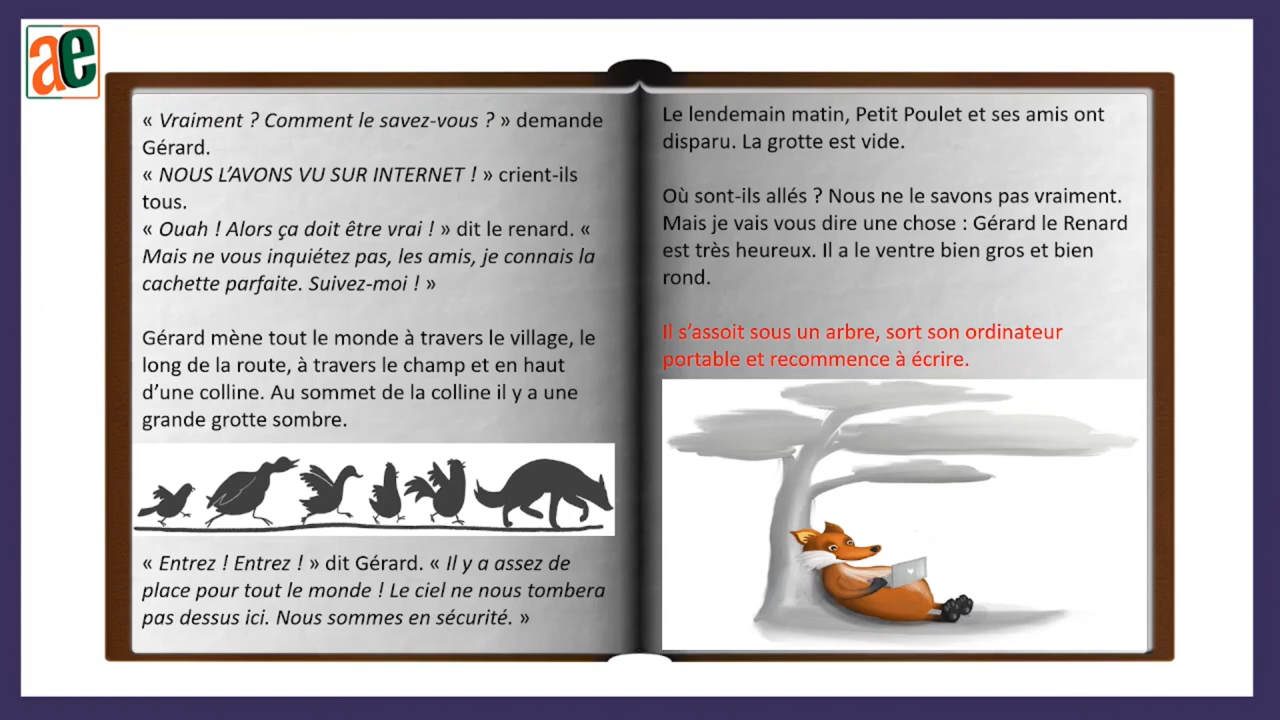 ae
« Vraiment ? Comment le savez-vous ? » demande
Gérard.
« NOUS L’AVONS VU SUR INTERNET ! » crient-ils
tous.
« Ouah ! Alors ça doit être vrai ! » dit le renard. «
Mais ne vous inquiétez pas, les amis, je connais la
cachette parfaite. Suivez-moi ! »
Gérard mène tout le monde à travers le village, le
long de la route, à travers le champ et en haut
d’une colline. Au sommet de la colline il y a une
grande grotte sombre.
« Entrez ! Entrez ! » dit Gérard. « Il y a assez de
place pour tout le monde ! Le ciel ne nous tombera
pas dessus ici. Nous sommes en sécurité. »
Le lendemain matin, Petit Poulet et ses amis ont
disparu. La grotte est vide.
Où sont-ils allés ? Nous ne le savons pas vraiment.
Mais je vais vous dire une chose : Gérard le Renard
est très heureux. Il a le ventre bien gros et bien
rond.
Il s’assoit sous un arbre, sort son ordinateur
portable et recommence à écrire.